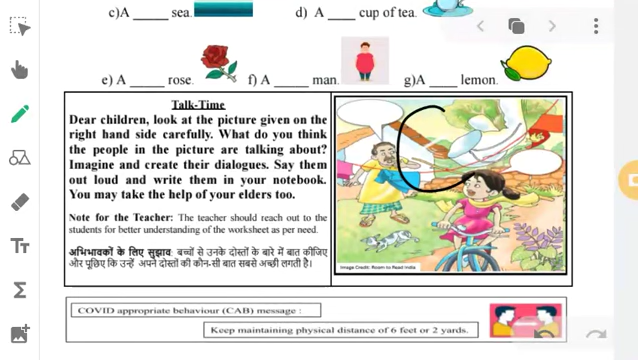 c)A _____ sea.
d) A ____ cup of tea.
e) A _____ rose.
f) A _____ man.
g)A ____ lemon.
Talk-Time
Dear children, look at the picture given on the
right hand side carefully. What do you think
the people in the picture are talking about?
Imagine and create their dialogues. Say them
out loud and write them in your notebook.
You may take the help of your elders too.
Note for the Teacher: The teacher should reach out to the
students for better understanding of the worksheet as per need.
अभिभावकों के लिए सुझाव: बच्चों से उनके दोस्तों के बारे में बात कीजिए
और पूछिए कि उन्हें अपने दोस्तों की कौन-सी बात सबसे अच्छी लगती है।
Image Credit: Room to Read India
COVID appropriate behaviour (CAB) message :
Keep maintaining physical distance of 6 feet or 2 yards.